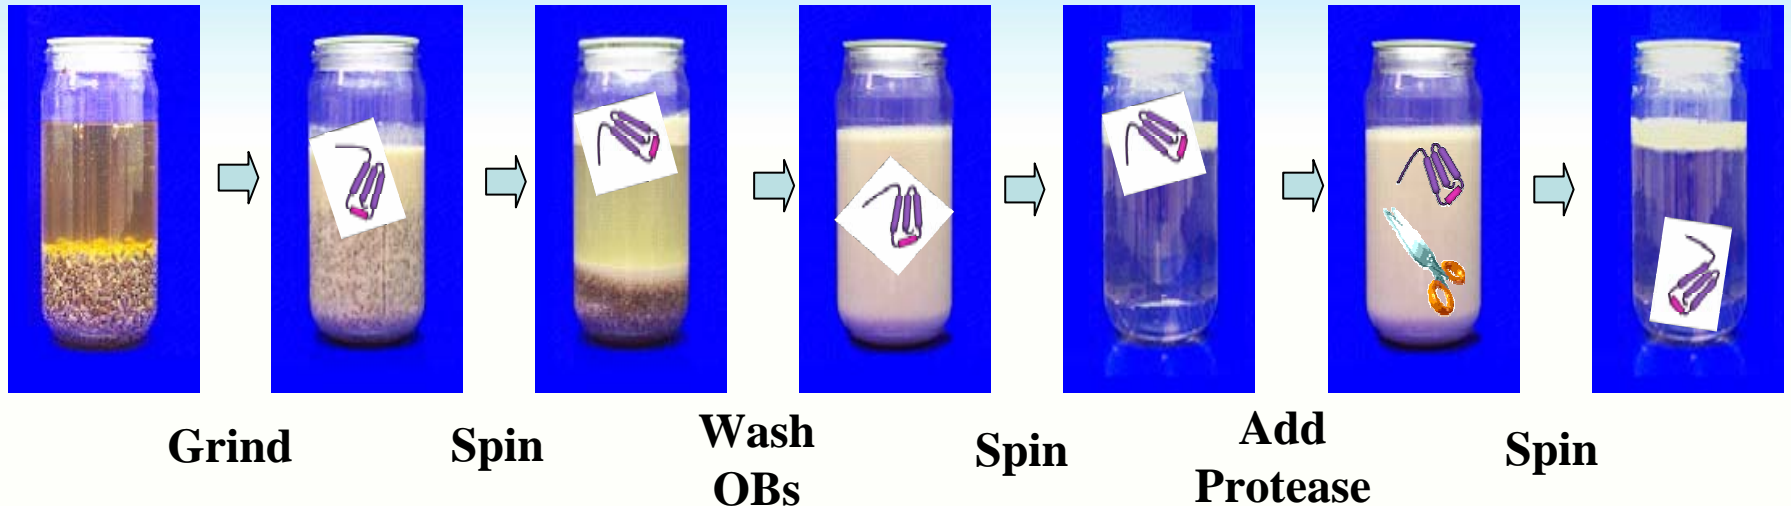 Grind
Spin
Wash
OBs
Spin
Add
Protease
Spin